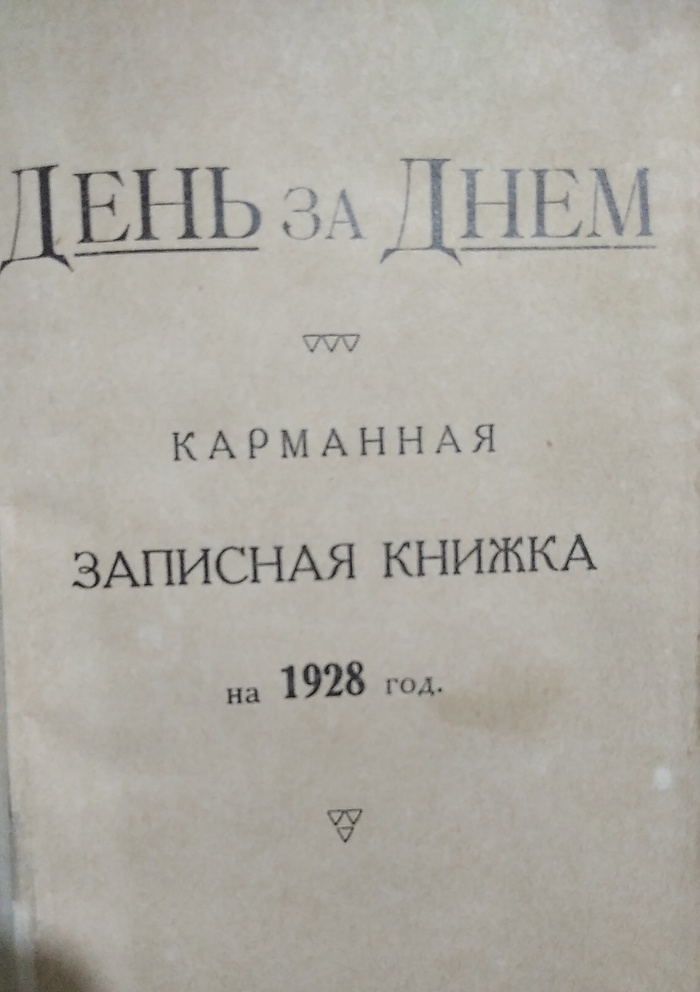 ДЕНЬ ЗА ДНЕМ
КАРМАННАЯ
ЗАПИСНАЯ КНИЖКА
на 1928 год.